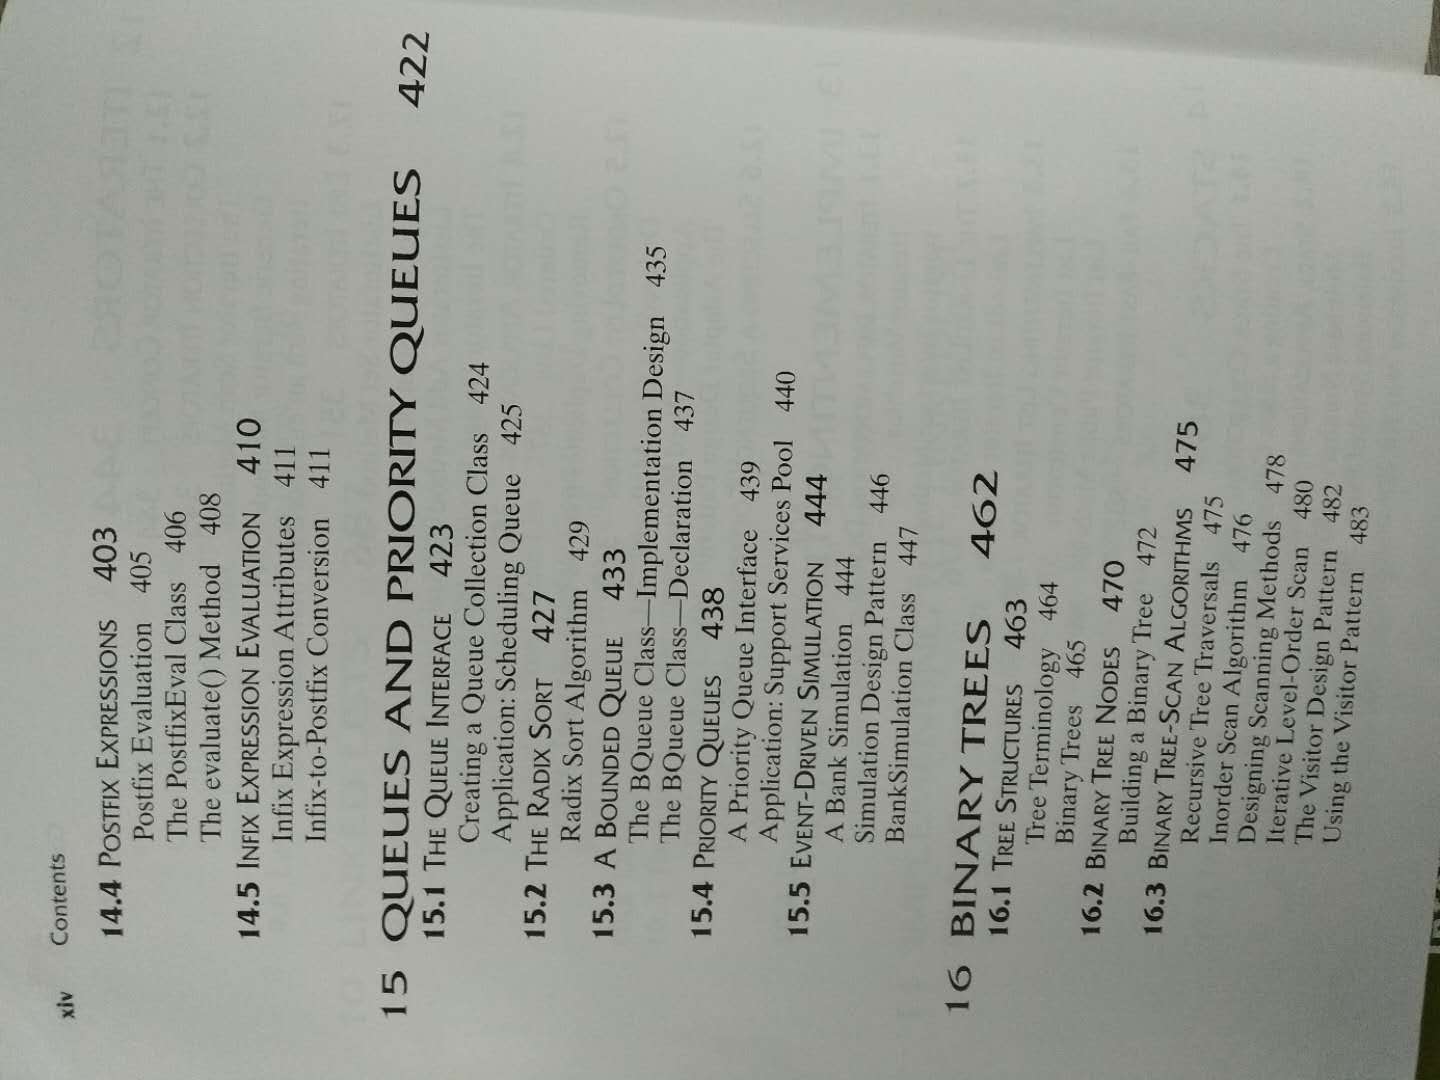 xiv Contents
14.4 POSTFIX EXPRESSIONS 403
Postfix Evaluation 405
The PostfixEval Class 406
The evaluate() Method 408
14.5 INFIX EXPRESSION EVALUATION 410
Infix Expression Attributes 411
Infix-to-Postfix Conversion 411
15 QUEUES AND PRIORITY QUEUES 422
15.1 THE QUEUE INTERFACE 423
Creating a Queue Collection Class 424
Application: Scheduling Queue 425
15.2 THE RADIX SORT 427
Radix Sort Algorithm 429
15.3 A BOUNDED QUEUE 433
The BQueue Class—Implementation Design 435
The BQueue Class—Declaration 437
15.4 PRIORITY QUEUES 438
A Priority Queue Interface 439
Application: Support Services Pool 440
15.5 EVENT-DRIVEN SIMULATION 444
A Bank Simulation 444
Simulation Design Pattern 446
BankSimulation Class 447
16 BINARY TREES 462
16.1 TREE STRUCTURES 463
Tree Terminology 464
Binary Trees 465
16.2 BINARY TREE NODES 470
Building a Binary Tree 472
16.3 BINARY TREE-SCAN ALGORITHMS 475
Recursive Tree Traversals 475
Inorder Scan Algorithm 476
Designing Scanning Methods 478
Iterative Level-Order Scan 480
The Visitor Design Pattern 482
Using the Visitor Pattern 483